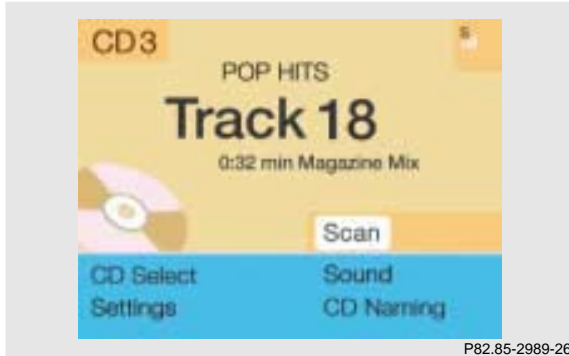 CD3
S
POP HITS
Track 18
0:32 min Magazine Mix
Scan
CD Select Sound
Settings CD Naming
P82.85-2989-26